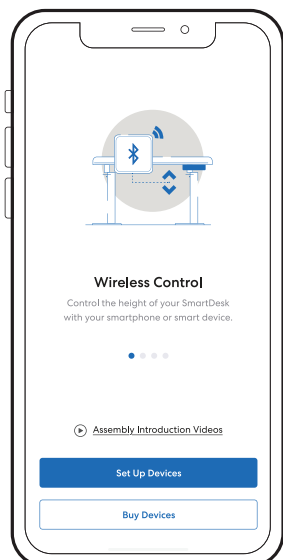 Wireless Control
Control the height of your SmartDesk
with your smartphone or smart device.
Assembly Introduction Videos
Set Up Devices
Buy Devices